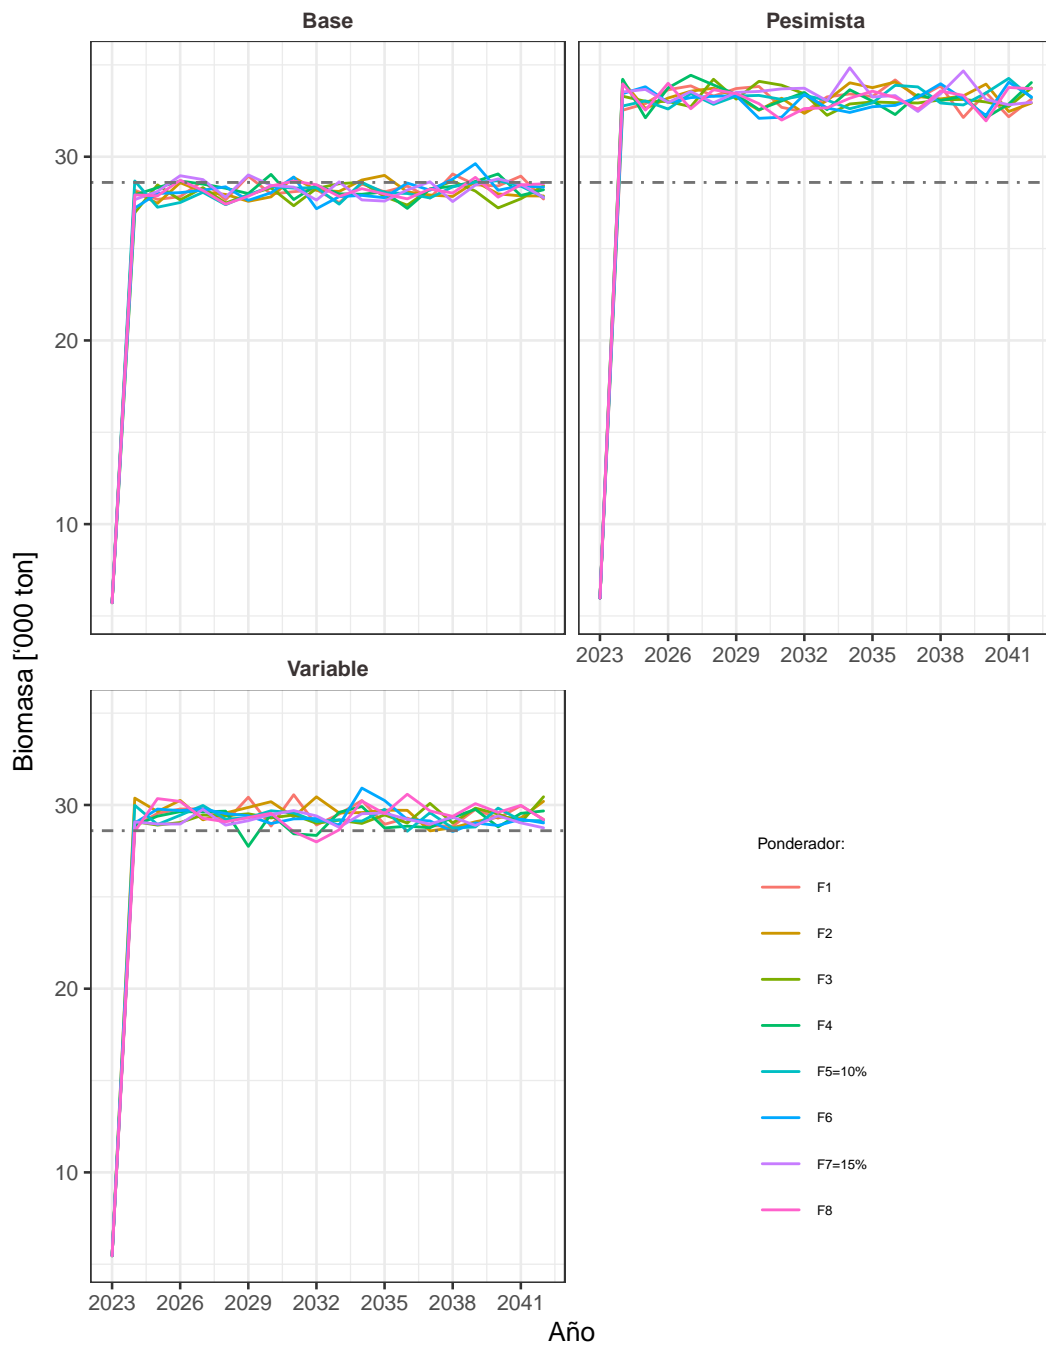 Base
Pesimista
30
20
10
2023 2026 2029 2032 2035 2038 2041
Variable
30
20
10
2023 2026 2029 2032 2035 2038 2041
Año
Biomasa [‘000 ton]
Ponderador:
F1
F2
F3
F4
F5=10%
F6
F7=15%
F8